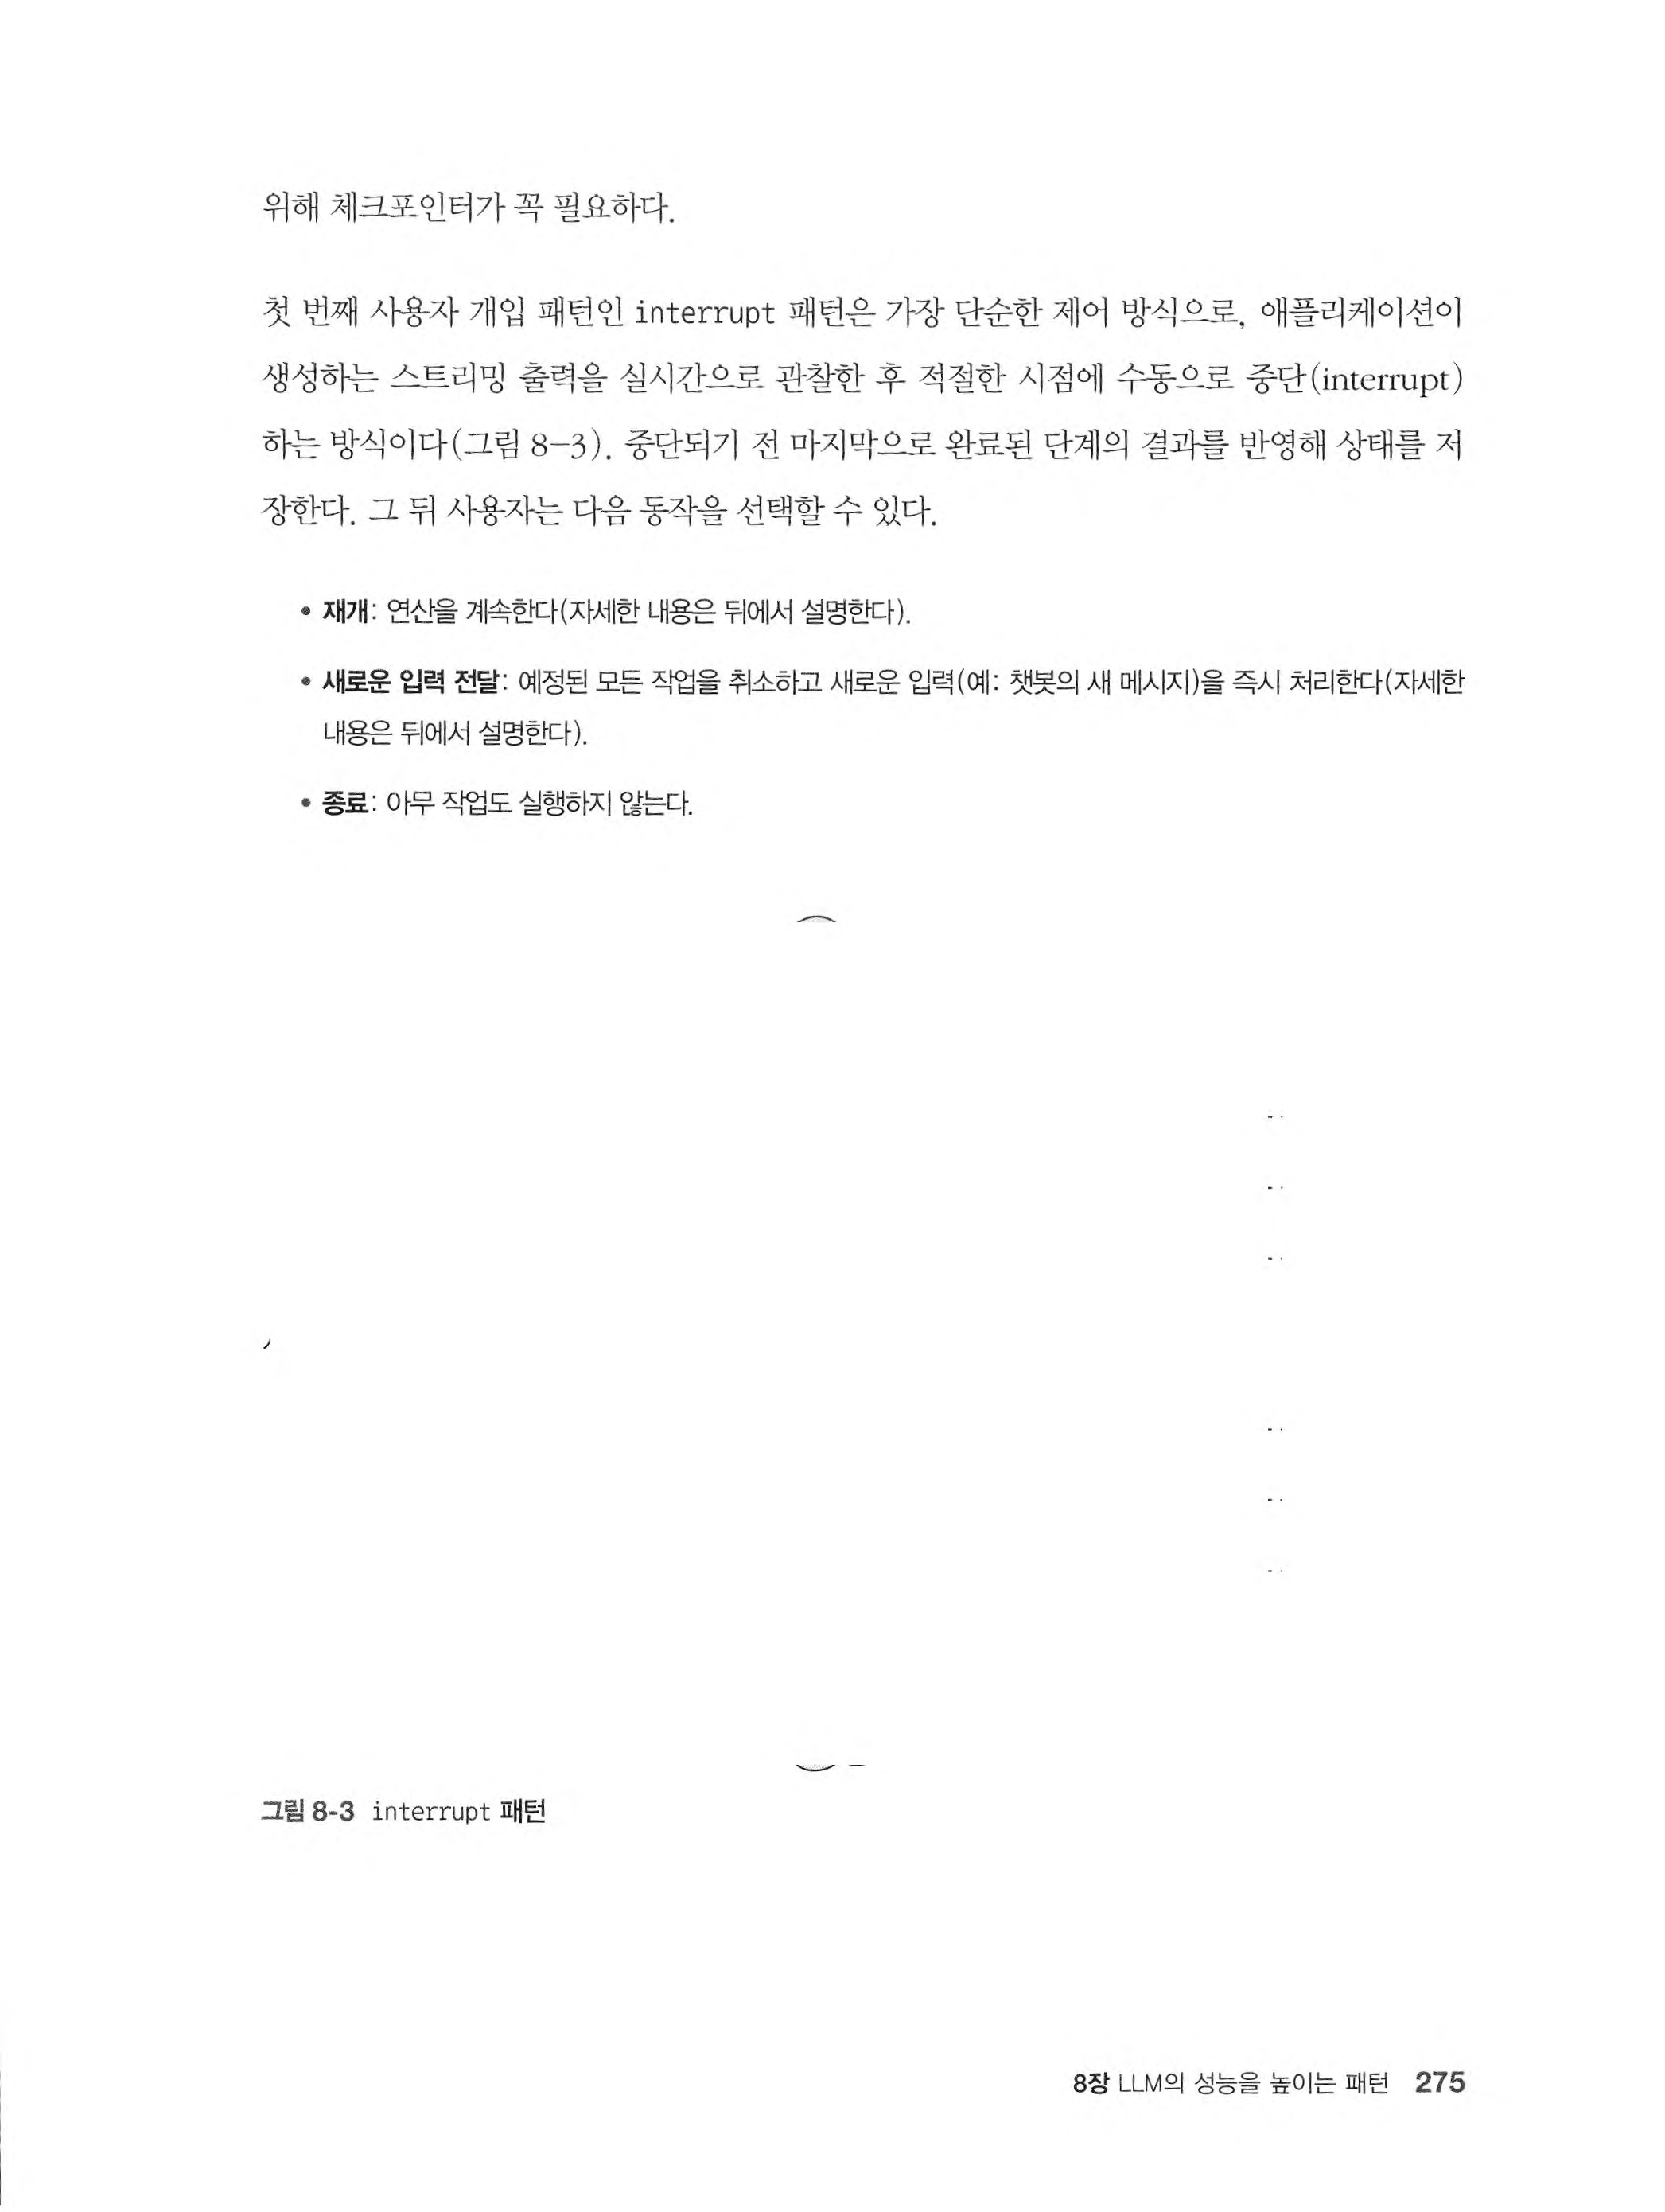 위해 체크포인터가 꼭 필요하다.
첫 번째 사용자 개입 패턴인 interrupt 패턴은 가장 단순한 제어 방식으로, 애플리케이션이
생성하는 스트리밍 출력을 실시간으로 관찰한 후 적절한 시점에 수동으로 중단(interrupt)
하는 방식이다(그림 8-3). 중단되기 전 마지막으로 완료된 단계의 결과를 반영해 상태를 저
장한다. 그 뒤 사용자는 다음 동작을 선택할 수 있다.
• 재개: 연산을 계속한다(자세한 내용은 뒤에서 설명한다).
• 새로운 입력 전달: 예정된 모든 작업을 취소하고 새로운 입력(예: 챗봇의 새 메시지)을 즉시 처리한다(자세한
내용은 뒤에서 설명한다).
• 종료: 아무 작업도 실행하지 않는다.
그림 8-3 interrupt 패턴
8장 LLM의 성능을 높이는 패턴 275